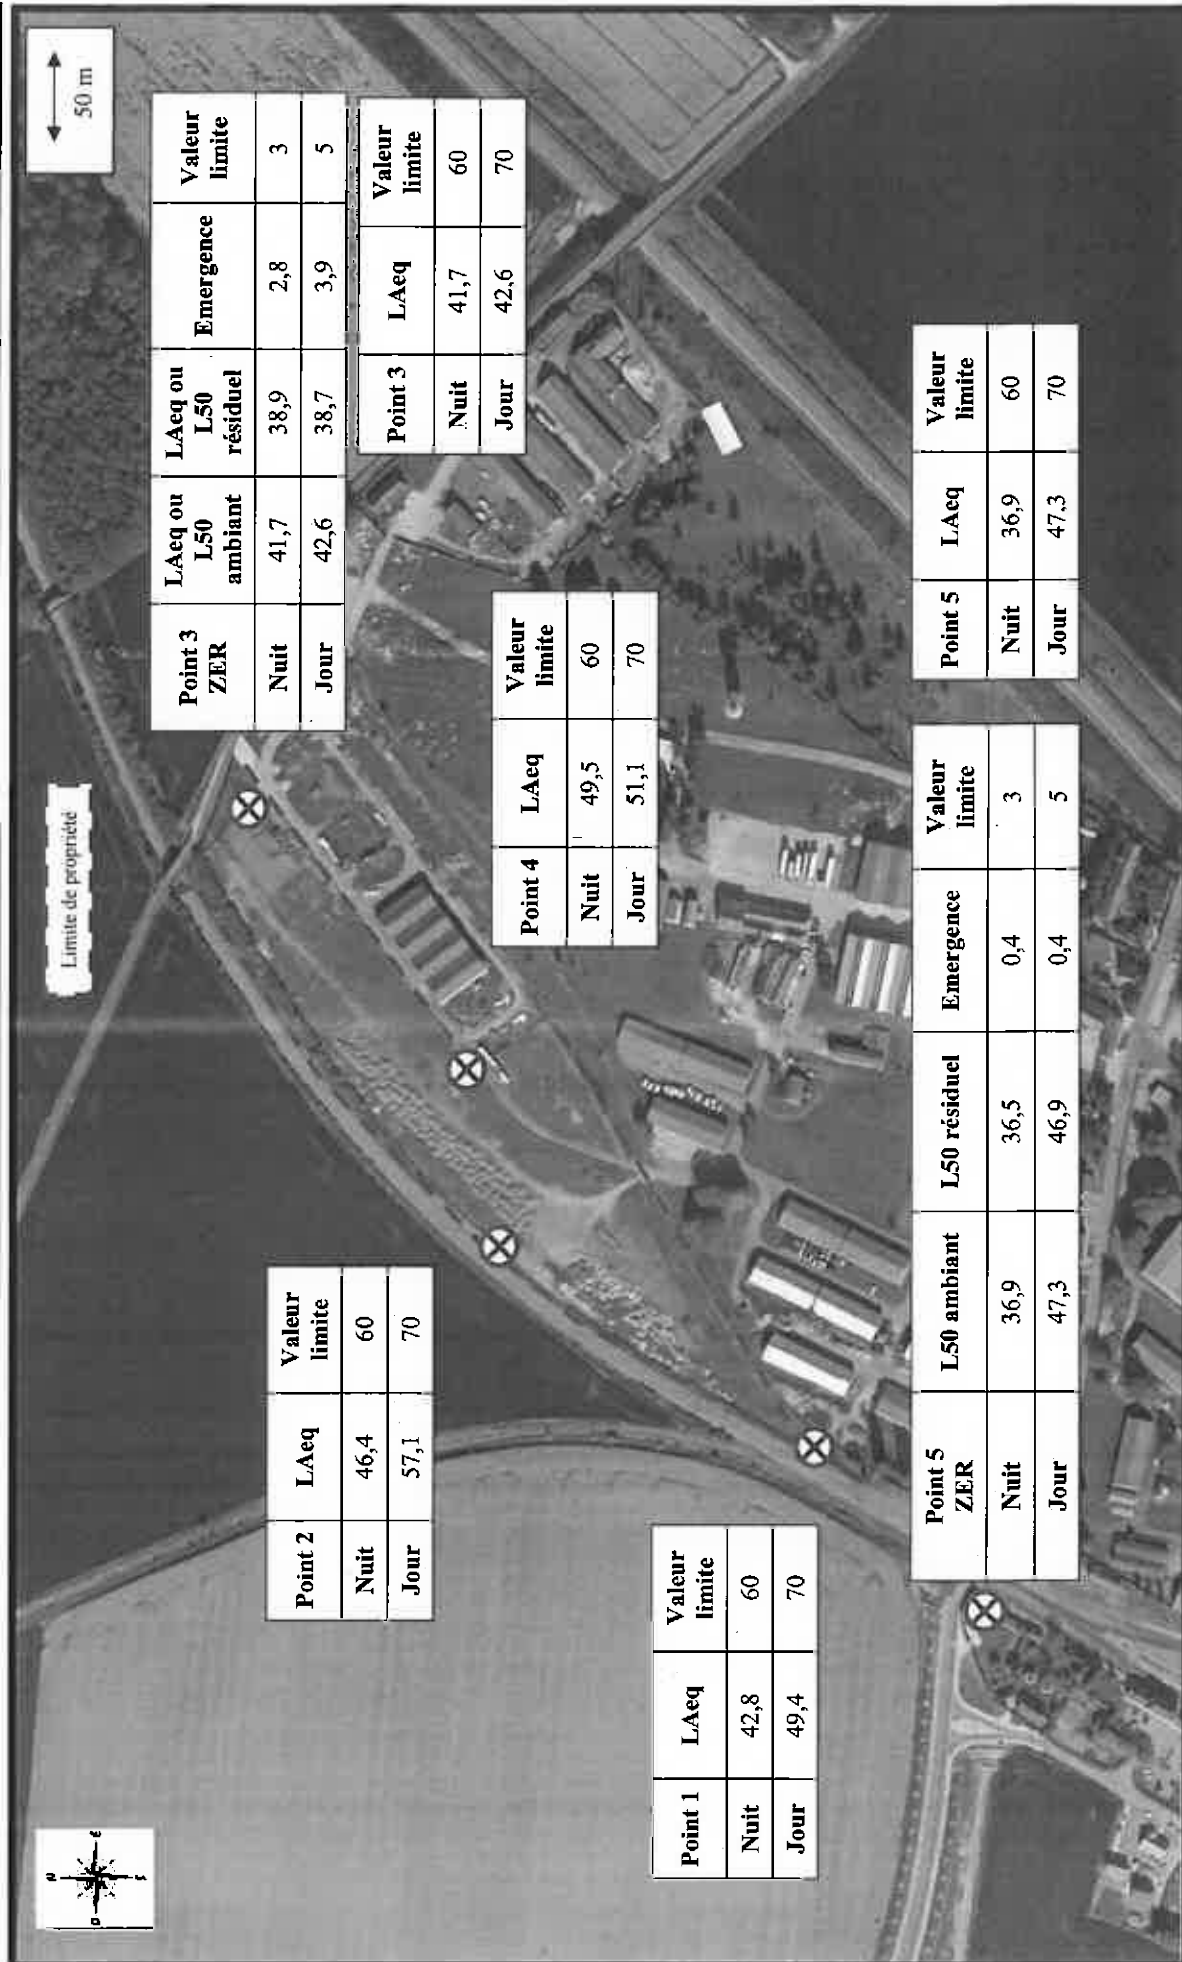 N
O E
S
Limite de propriété
50 m
Point 3 ZER LAeq ou L50 ambiant LAeq ou L50 résiduel Emergence Valeur limite
Nuit 41,7 38,9 2,8 3
Jour 42,6 38,7 3,9 5
Point 2 LAeq Valeur limite
Nuit 46,4 60
Jour 57,1 70
Point 3 LAeq Valeur limite
Nuit 41,7 60
Jour 42,6 70
Point 4 LAeq Valeur limite
Nuit 49,5 60
Jour 51,1 70
Point 1 LAeq Valeur limite
Nuit 42,8 60
Jour 49,4 70
Point 5 ZER L50 ambiant L50 résiduel Emergence Valeur limite
Nuit 36,9 36,5 0,4 3
Jour 47,3 46,9 0,4 5
Point 5 LAeq Valeur limite
Nuit 36,9 60
Jour 47,3 70